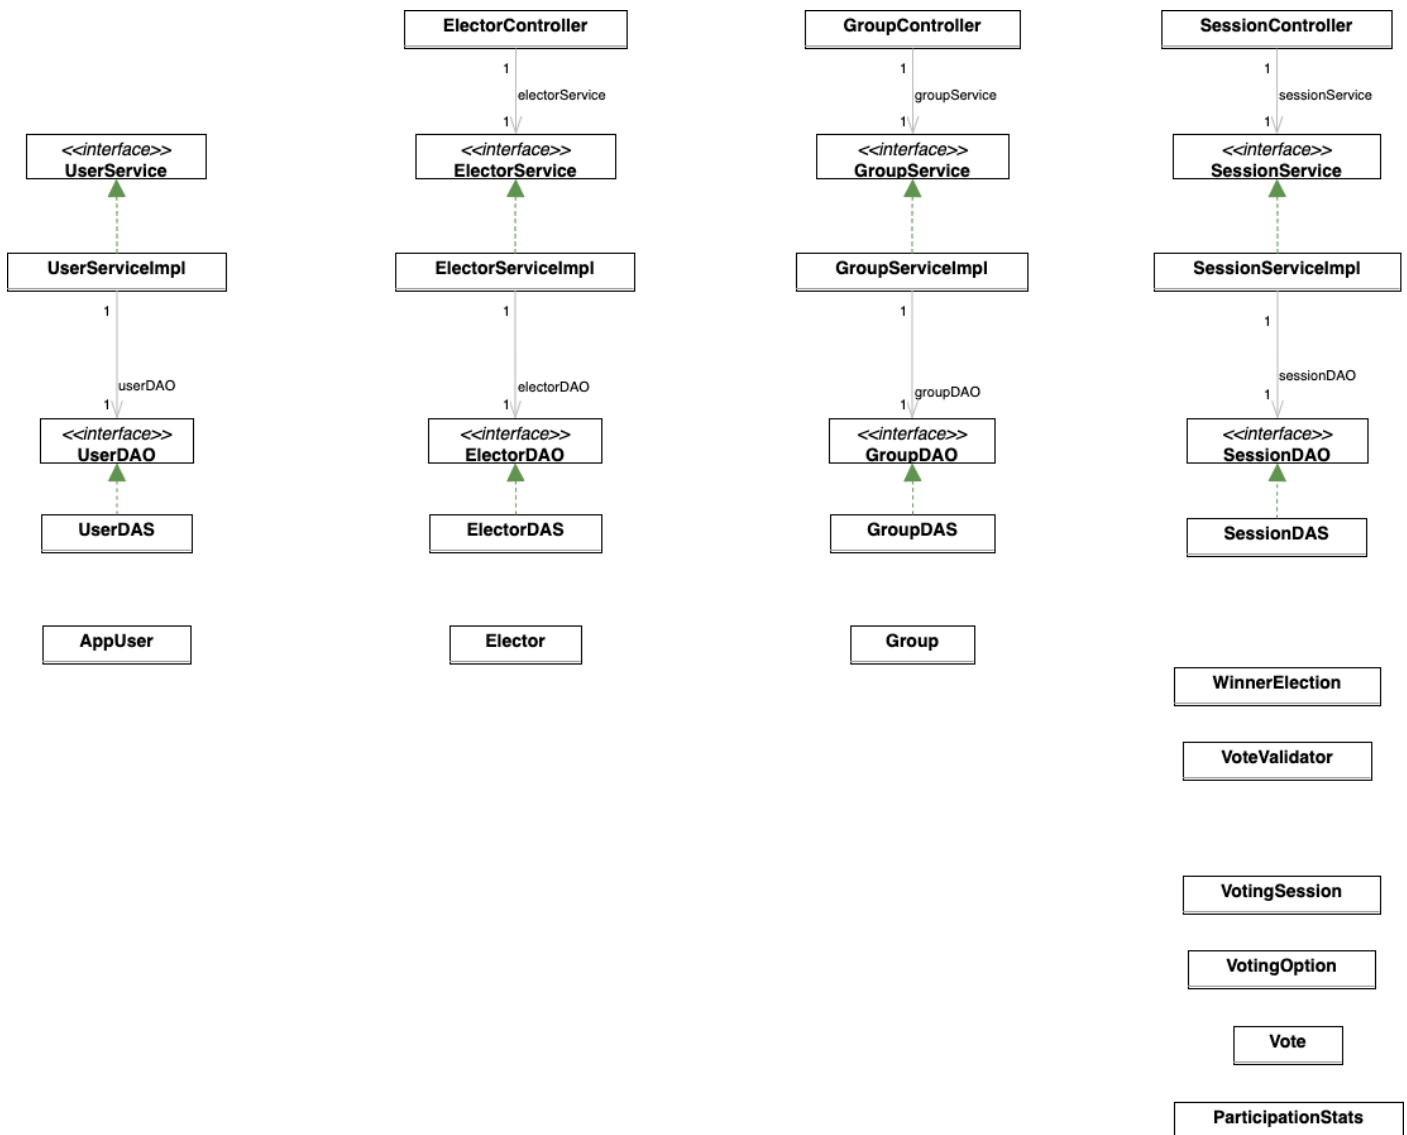 ElectorController
GroupController
SessionController
1
1
1
electorService
groupService
sessionService
1
1
1
<<interface>>
UserService
<<interface>>
ElectorService
<<interface>>
GroupService
<<interface>>
SessionService
UserServiceImpl
ElectorServiceImpl
GroupServiceImpl
SessionServiceImpl
1
1
1
1
userDAO
electorDAO
groupDAO
sessionDAO
1
1
1
1
<<interface>>
UserDAO
<<interface>>
ElectorDAO
<<interface>>
GroupDAO
<<interface>>
SessionDAO
UserDAS
ElectorDAS
GroupDAS
SessionDAS
AppUser
Elector
Group
WinnerElection
VoteValidator
VotingSession
VotingOption
Vote
ParticipationStats